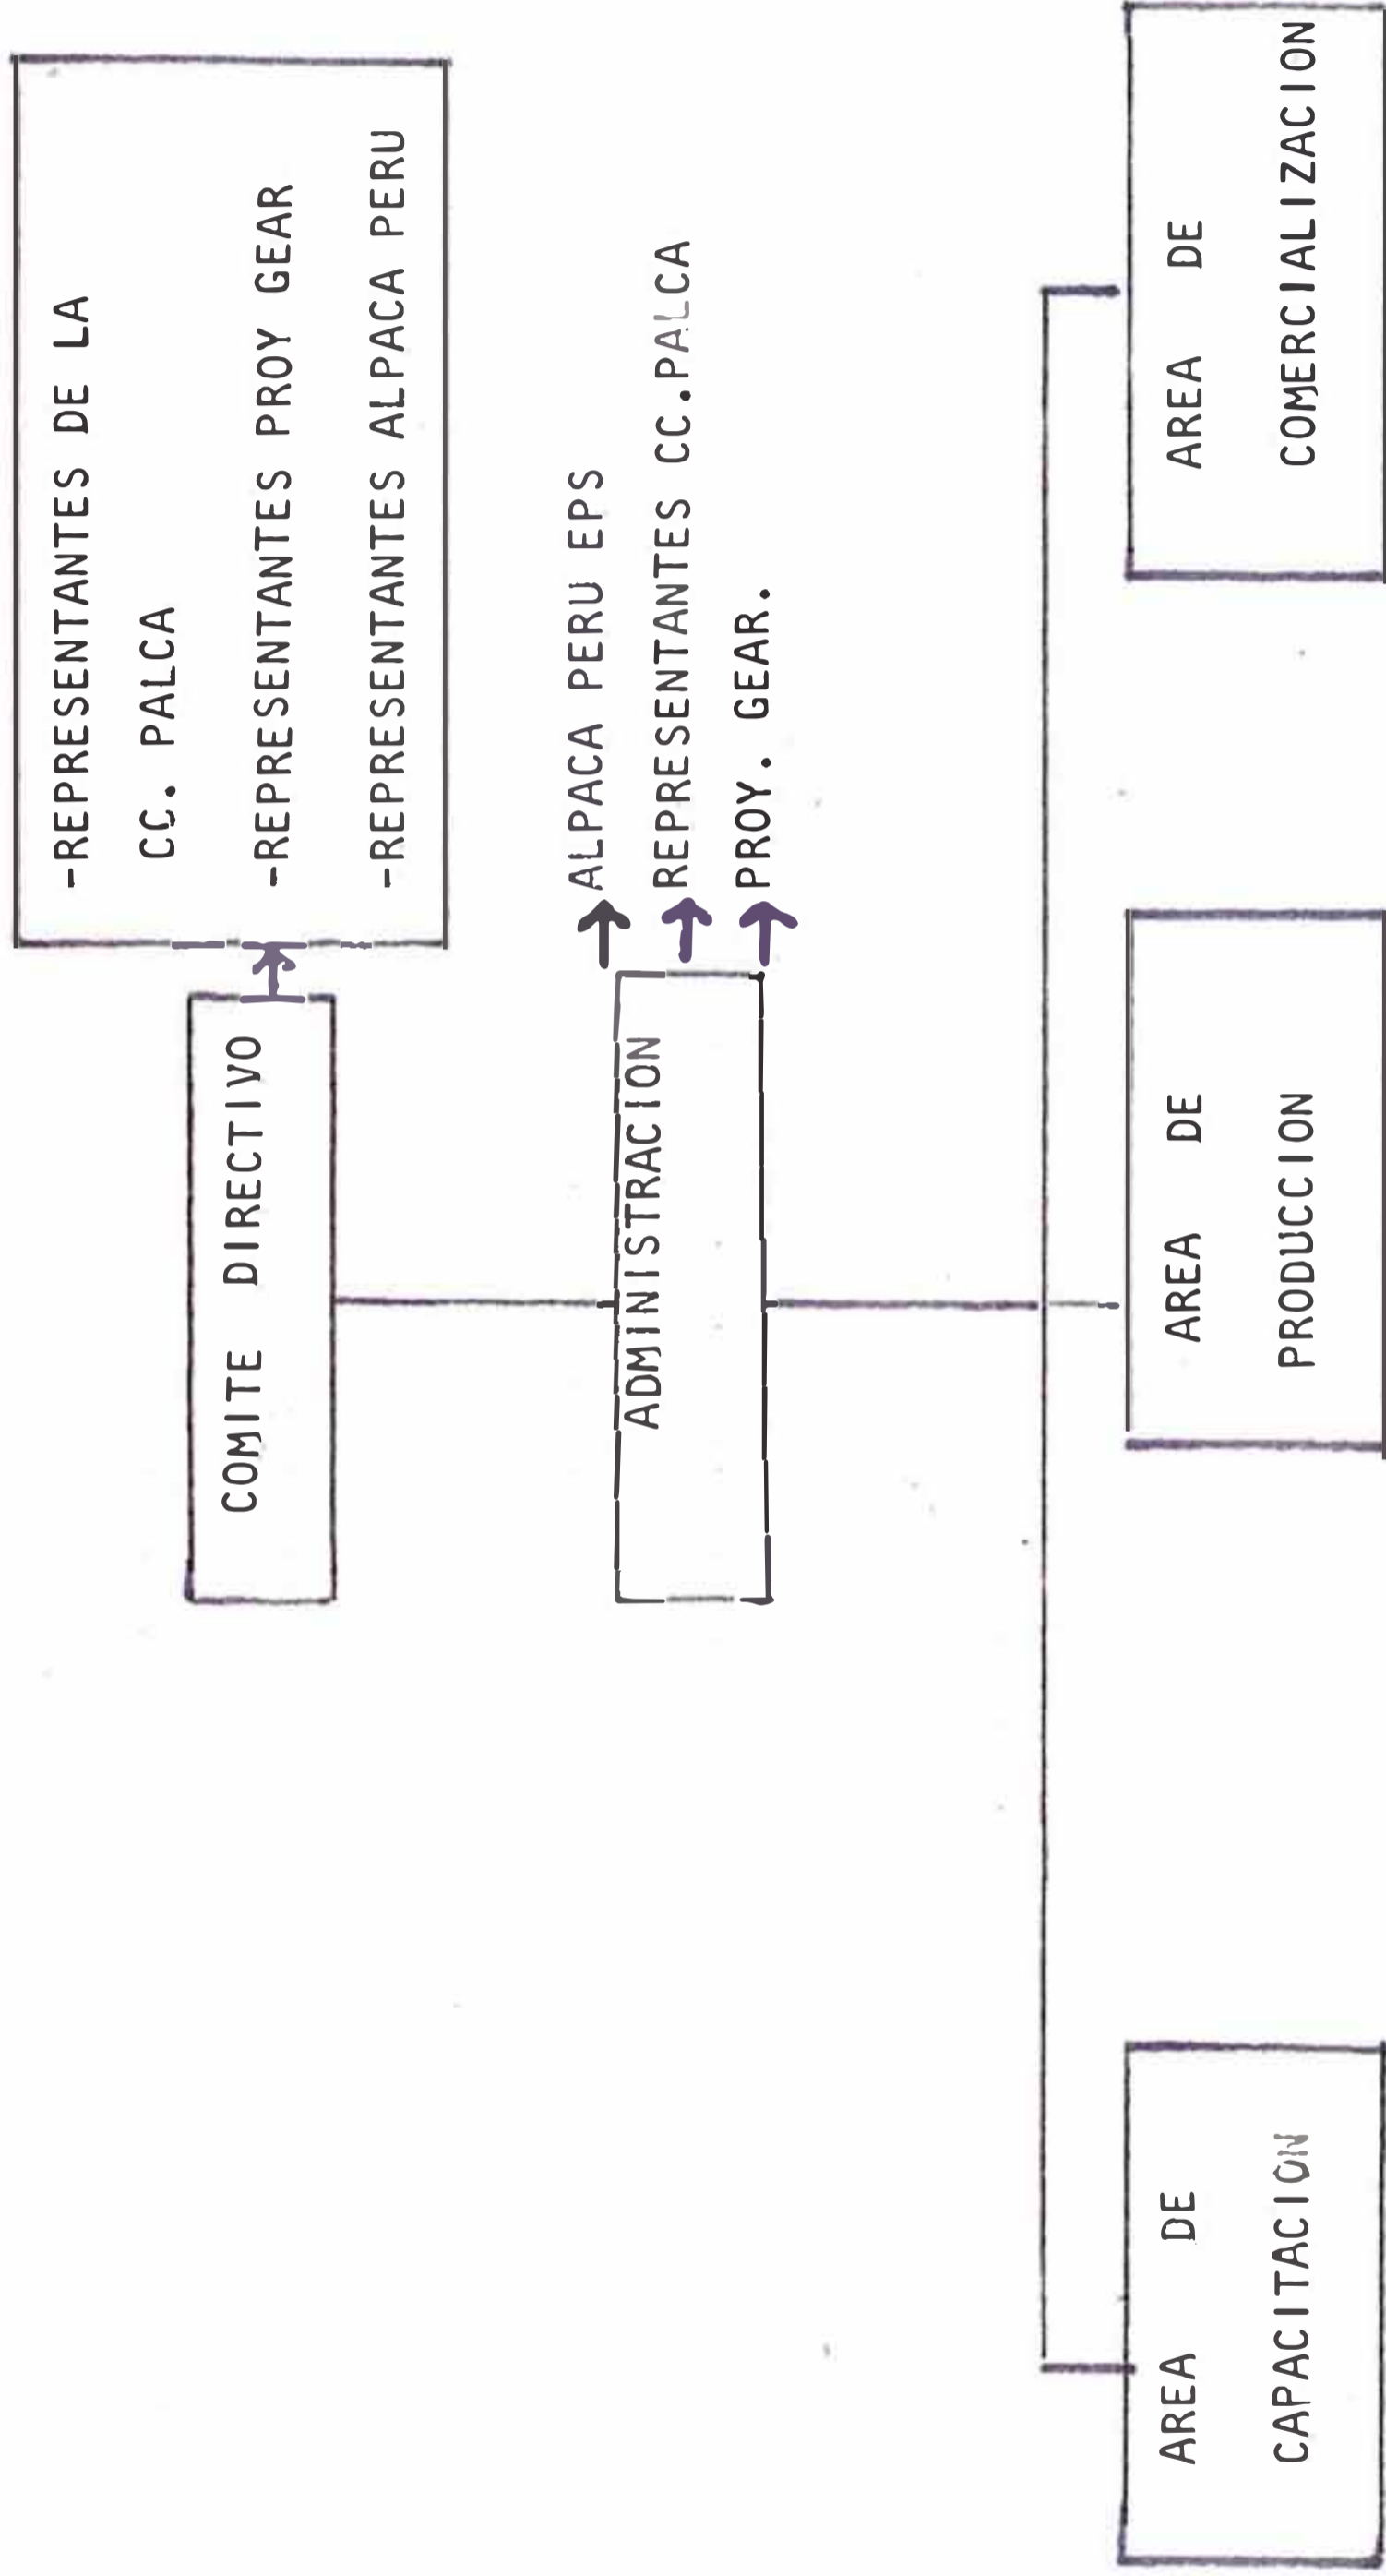 -REPRESENTANTES DE LA
CC. PALCA
-REPRESENTANTES PROY GEAR
-REPRESENTANTES ALPACA PERU
COMITE DIRECTIVO
ALPACA PERU EPS
REPRESENTANTES CC.PALCA
PROY. GEAR.
ADMINISTRACION
AREA DE
CAPACITACION
AREA DE
PRODUCCION
AREA DE
COMERCIALIZACION